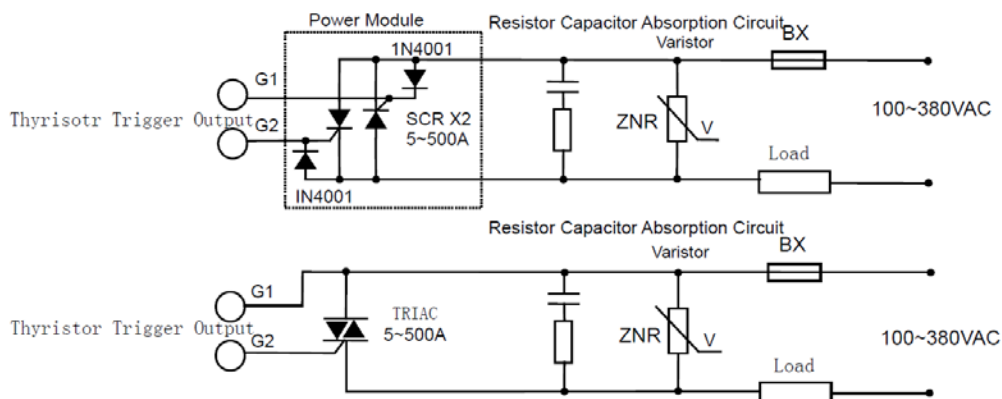 Power Module
Resistor Capacitor Absorption Circuit
Varistor
BX
1N4001
G1
Thyrisotr Trigger Output
G2
SCR X2
5~500A
ZNR
V
100~380VAC
Load
IN4001
Resistor Capacitor Absorption Circuit
Varistor
BX
G1
Thyristor Trigger Output
G2
TRIAC
5~500A
ZNR
V
100~380VAC
Load